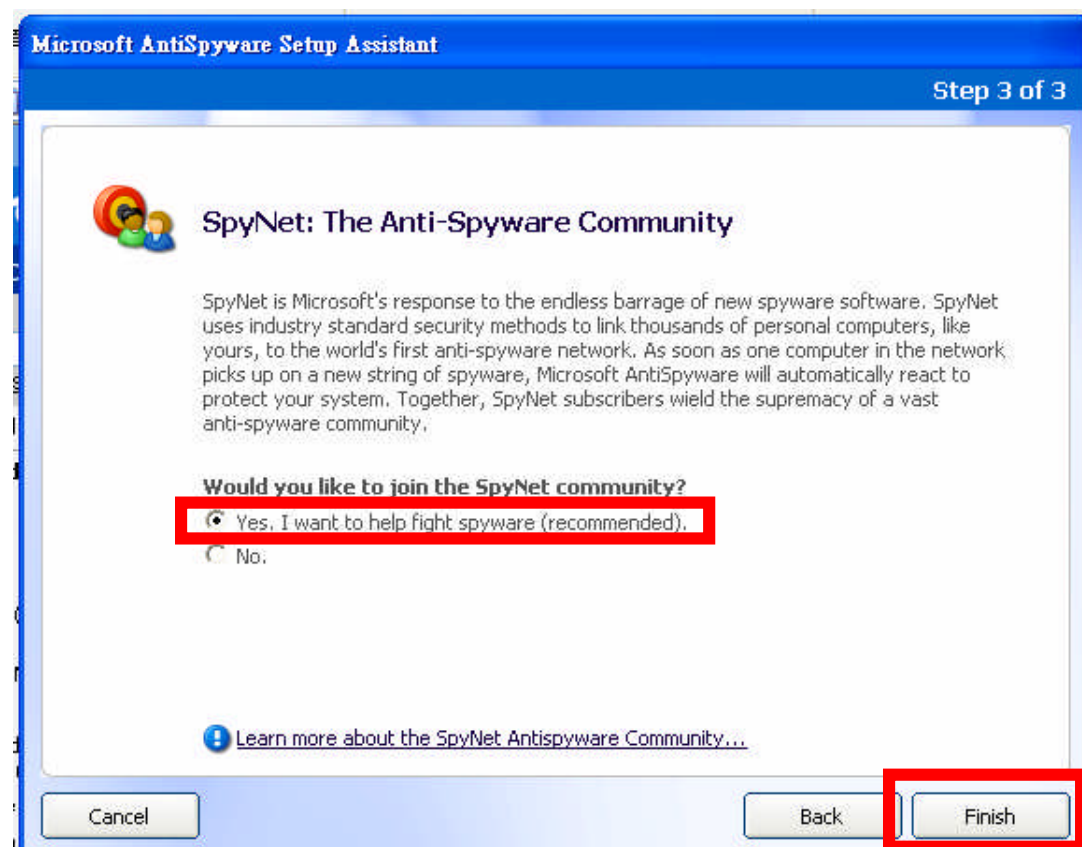 Microsoft AntiSpyware Setup Assistant
Step 3 of 3
SpyNet: The Anti-Spyware Community
SpyNet is Microsoft's response to the endless barrage of new spyware software. SpyNet
uses industry standard security methods to link thousands of personal computers, like
yours, to the world's first anti-spyware network. As soon as one computer in the network
picks up on a new string of spyware, Microsoft AntiSpyware will automatically react to
protect your system. Together, SpyNet subscribers wield the supremacy of a vast
anti-spyware community.
Would you like to join the SpyNet community?
Yes. I want to help fight spyware (recommended).
No.
Learn more about the SpyNet Antispyware Community...
Cancel
Back
Finish